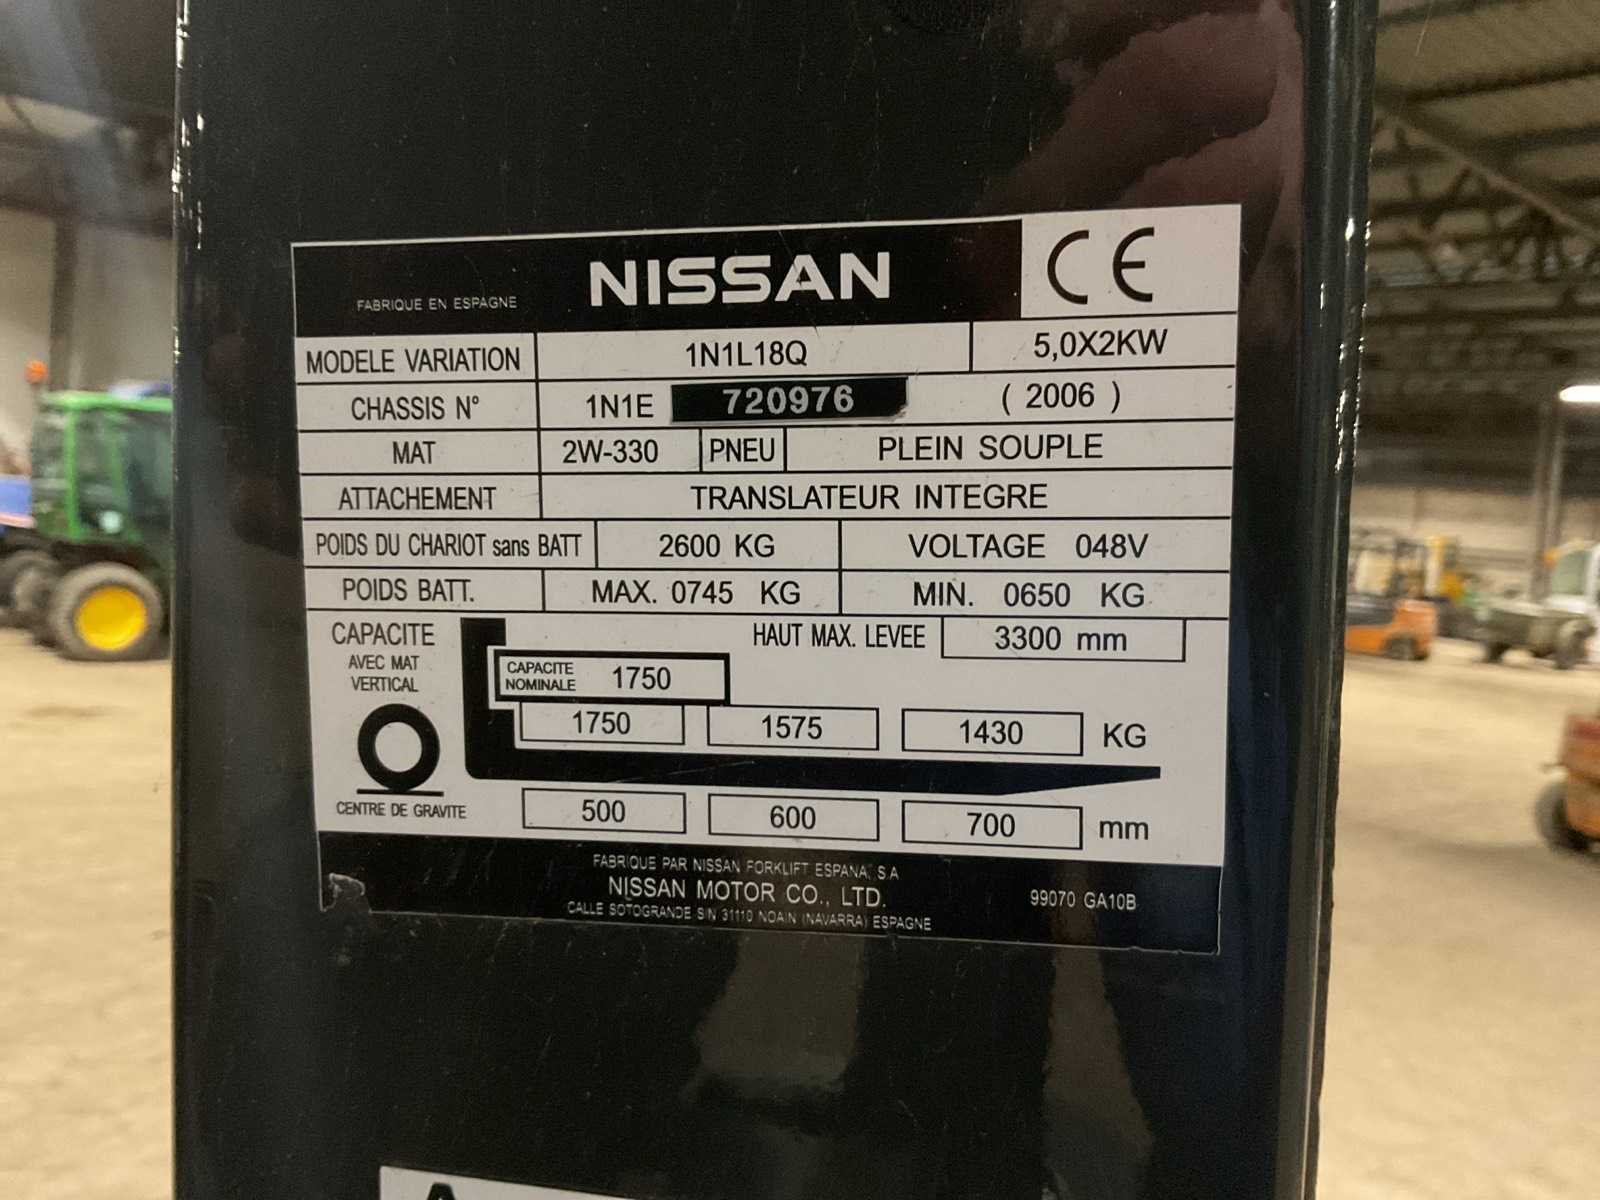 FABRIQUE EN ESPAGNE NISSAN CE
MODELE VARIATION 1N1L18Q 5,0X2KW
CHASSIS N° 1N1E 720976 ( 2006 )
MAT 2W-330 PNEU PLEIN SOUPLE
ATTACHEMENT TRANSLATEUR INTEGRE
POIDS DU CHARIOT sans BATT 2600 KG VOLTAGE 048V
POIDS BATT. MAX. 0745 KG MIN. 0650 KG
CAPACITE HAUT MAX. LEVEE 3300 mm
AVEC MAT
VERTICAL
CAPACITE
NOMINALE 1750
1750 1575 1430 KG
CENTRE DE GRAVITE 500 600 700 mm
FABRIQUE PAR NISSAN FORKLIFT ESPANA, S.A
NISSAN MOTOR CO., LTD. 99070 GA10B
CALLE SOTOGRANDE S/N 31110 NOAIN (NAVARRA) ESPAGNE